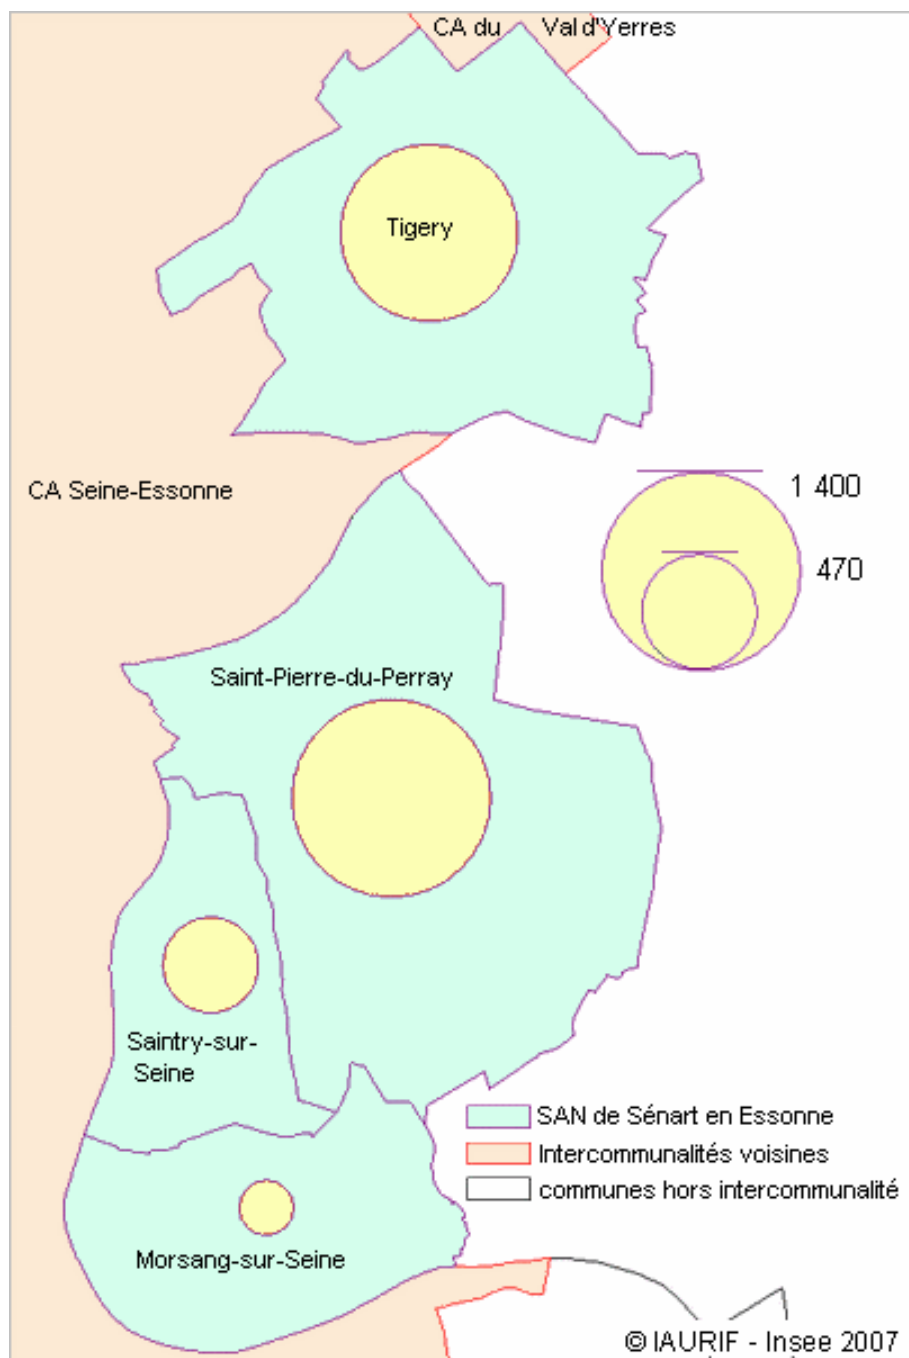 CA du Val d'Yerres
Tigery
CA Seine-Essonne
1 400
470
Saint-Pierre-du-Perray
Saintry-sur-
Seine
SAN de Sénart en Essonne
Intercommunalités voisines
communes hors intercommunalité
Morsang-sur-Seine
© IAURIF - Insee 2007